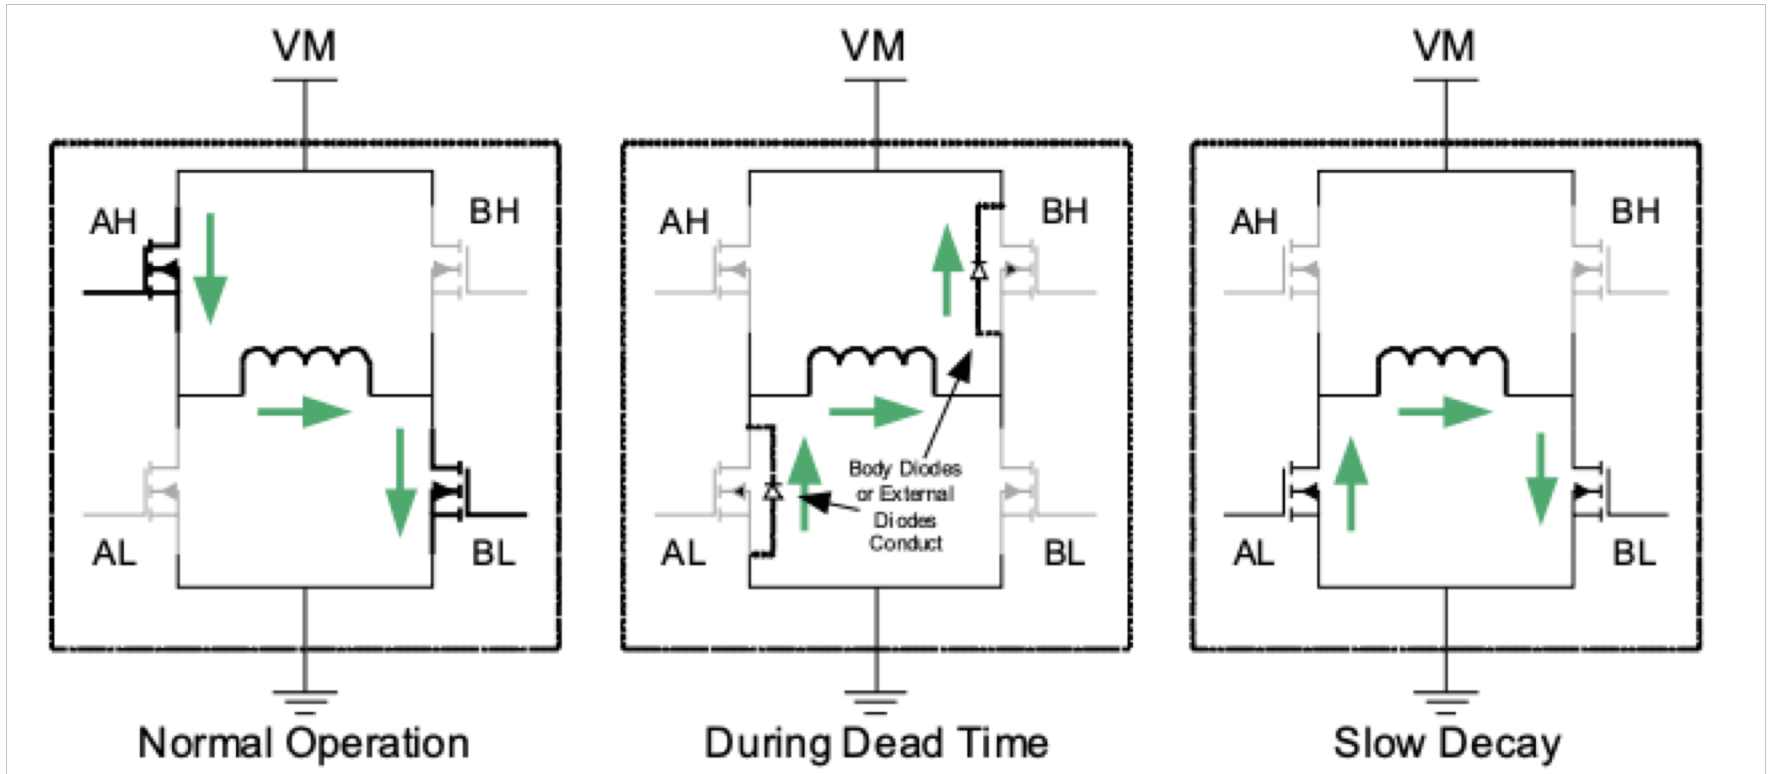 VM
AH
BH
AL
BL
Normal Operation
VM
AH
BH
Body Diodes
or External
Diodes
Conduct
AL
BL
During Dead Time
VM
AH
BH
AL
BL
Slow Decay